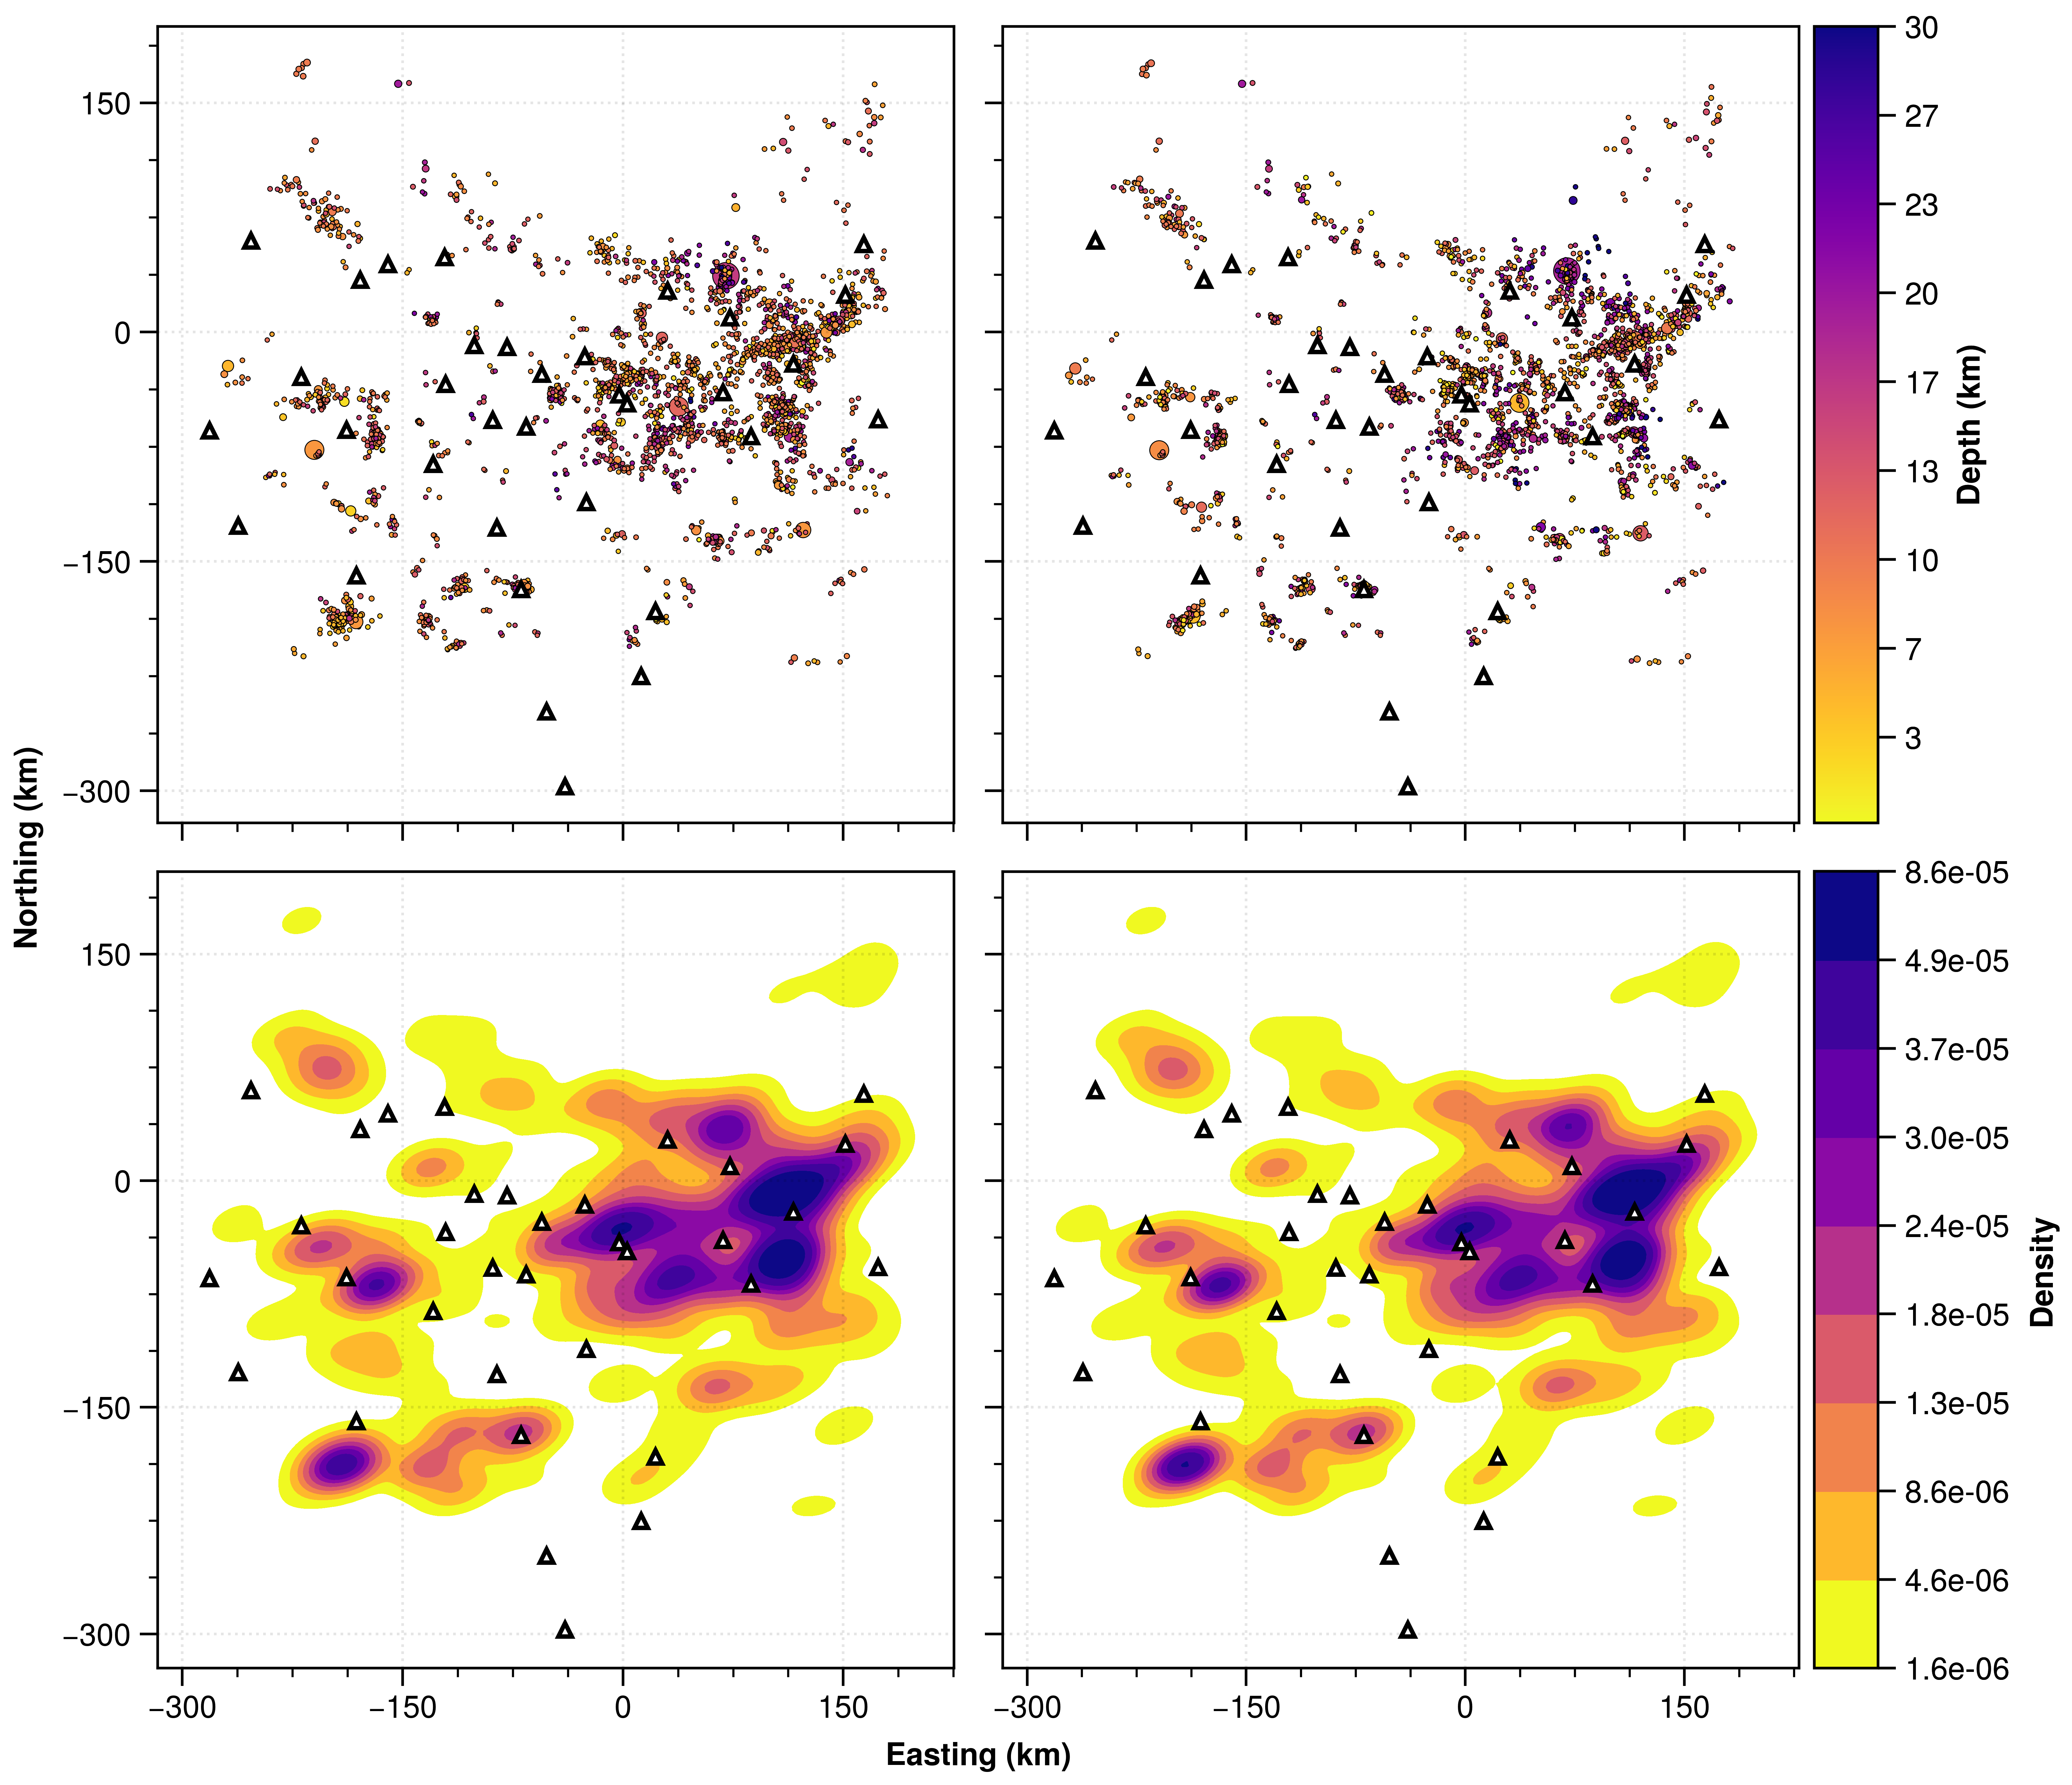 150
0
−150
−300
30
27
23
20
17
13
10
7
3
Depth (km)
Northing (km)
150
0
−150
−300
−300
−150
0
150
−300
−150
0
150
8.6e-05
4.9e-05
3.7e-05
3.0e-05
2.4e-05
1.8e-05
1.3e-05
8.6e-06
4.6e-06
1.6e-06
Density
Easting (km)